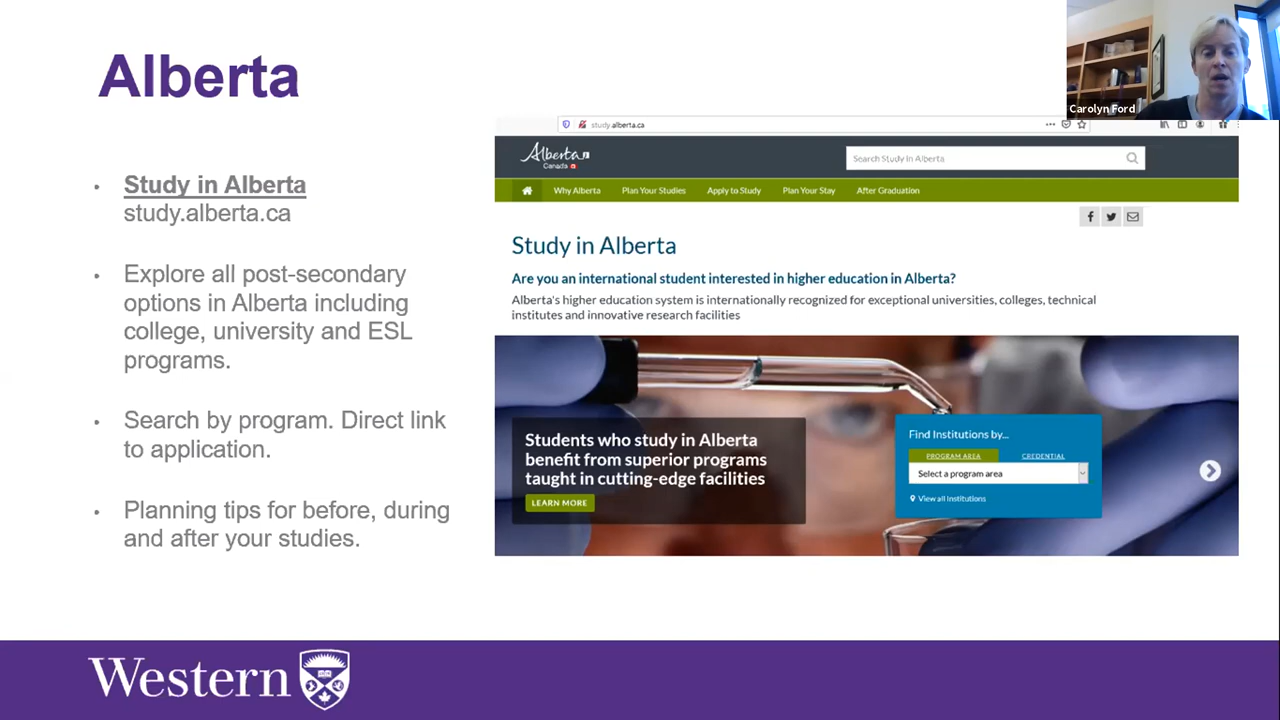 Alberta
Carolyn Ford
• Study in Alberta
study.alberta.ca
• Explore all post-secondary
options in Alberta including
college, university and ESL
programs.
• Search by program. Direct link
to application.
• Planning tips for before, during
and after your studies.
study.alberta.ca
Alberta
Canada
Search Study In Alberta
Why Alberta Plan Your Studies Apply to Study Plan Your Stay After Graduation
Study in Alberta
Are you an international student interested in higher education in Alberta?
Alberta's higher education system is internationally recognized for exceptional universities, colleges, technical
institutes and innovative research facilities
Students who study in Alberta
benefit from superior programs
taught in cutting-edge facilities
LEARN MORE
Find Institutions by...
PROGRAM AREA CREDENTIAL
Select a program area
View all Institutions
Western